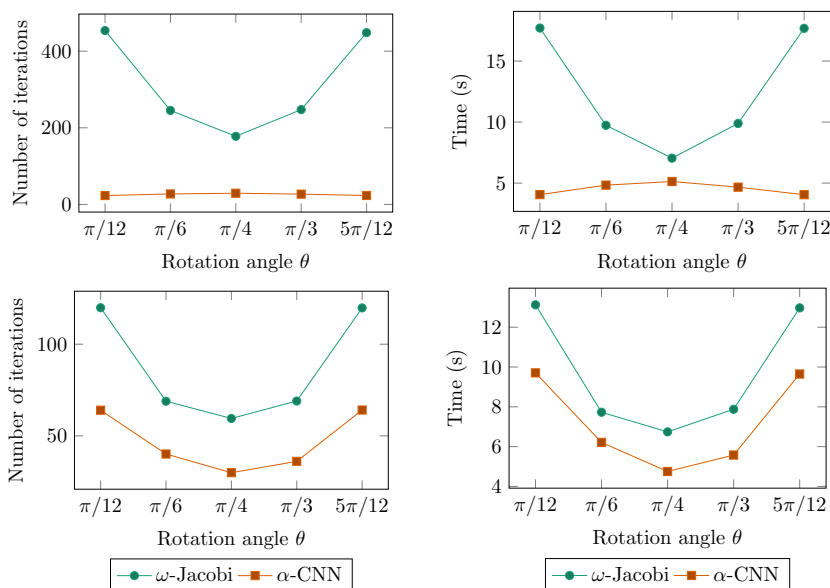 Number of iterations
400
200
0
π/12
π/6
π/4
π/3
5π/12
Rotation angle θ
Time (s)
15
10
5
π/12
π/6
π/4
π/3
5π/12
Rotation angle θ
Number of iterations
100
50
π/12
π/6
π/4
π/3
5π/12
Rotation angle θ
Time (s)
12
10
8
6
4
π/12
π/6
π/4
π/3
5π/12
Rotation angle θ
ω-Jacobi α-CNN
ω-Jacobi α-CNN